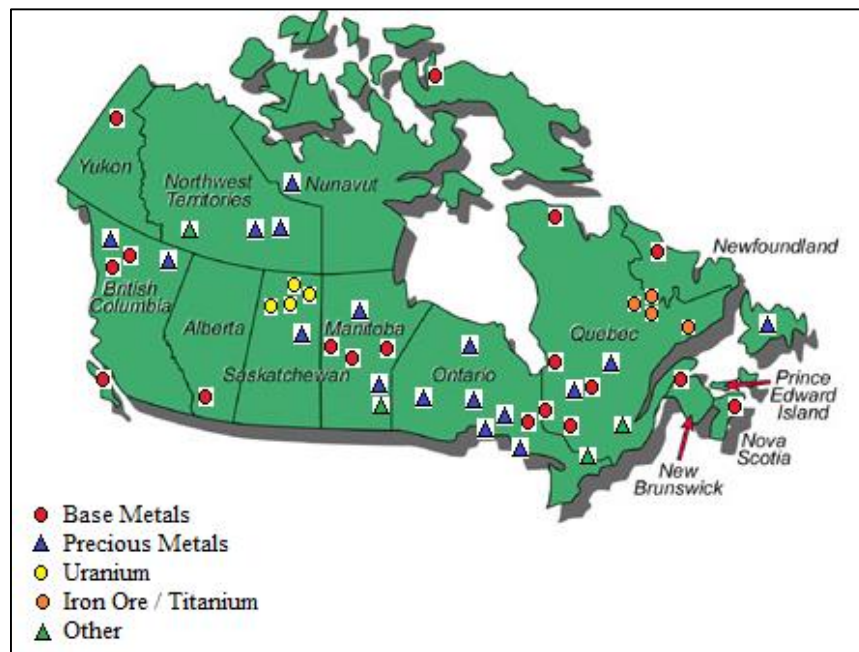 Yukon
Northwest
Territories
Nunavut
British
Columbia
Alberta
Saskatchewan
Manitoba
Ontario
Quebec
Newfoundland
Prince
Edward
Island
Nova
Scotia
New
Brunswick
Base Metals
Precious Metals
Uranium
Iron Ore / Titanium
Other